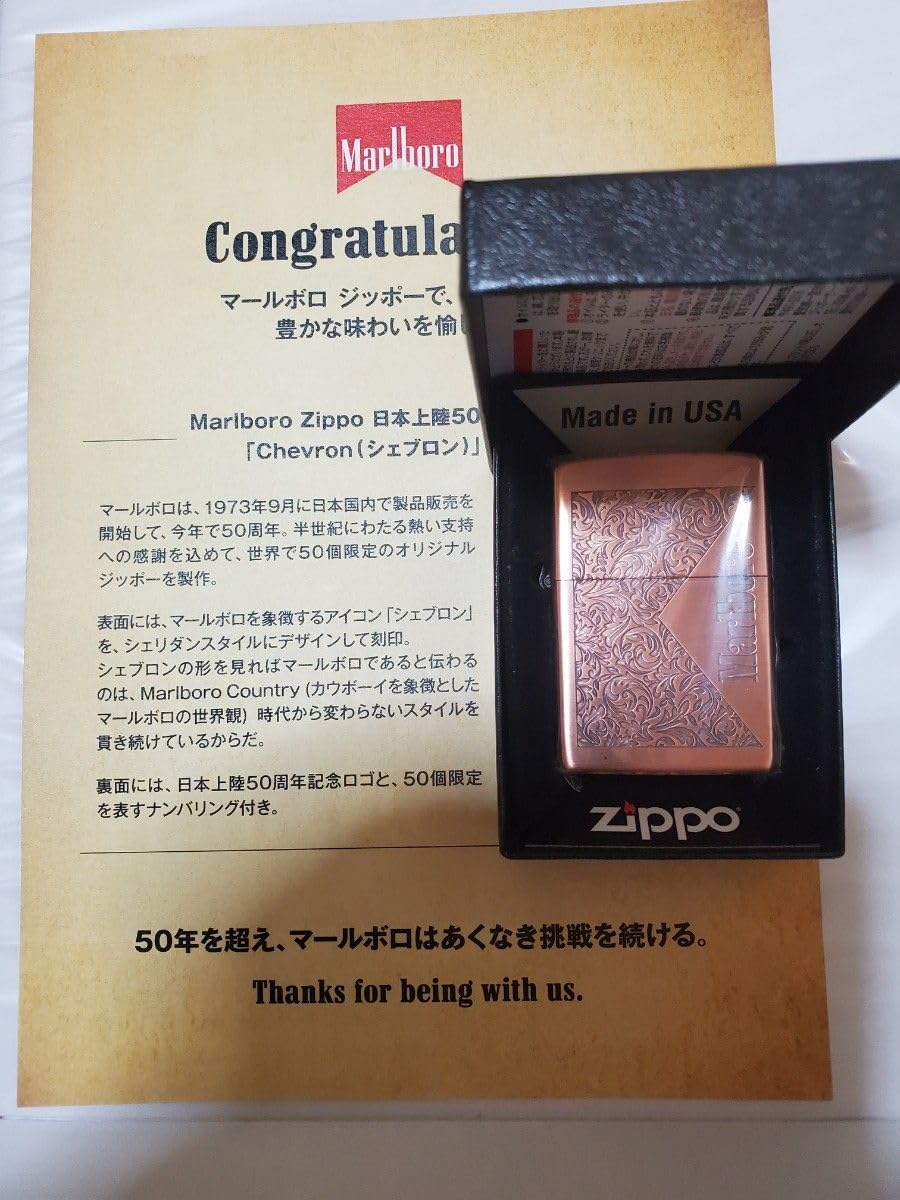 Marlboro
Congratula
マールボロ ジッポーで、
豊かな味わいを愉
Marlboro Zippo 日本上陸50
「Chevron(シェブロン)」
マールボロは、1973年9月に日本国内で製品販売を
開始して、今年で50周年。半世紀にわたる熱い支持
への感謝を込めて、世界で50個限定のオリジナル
ジッポーを製作。
表面には、マールボロを象徴するアイコン「シェブロン」
を、シェリダンスタイルにデザインして刻印。
シェブロンの形を見ればマールボロであると伝わる
のは、Marlboro Country (カウボーイを象徴とした
マールボロの世界観) 時代から変わらないスタイルを
貫き続けているからだ。
裏面には、日本上陸50周年記念ロゴと、50個限定
を表すナンバリング付き。
50年を超え、マールボロはあくなき挑戦を続ける。
Thanks for being with us.
Made in USA
Marlboro
zippo